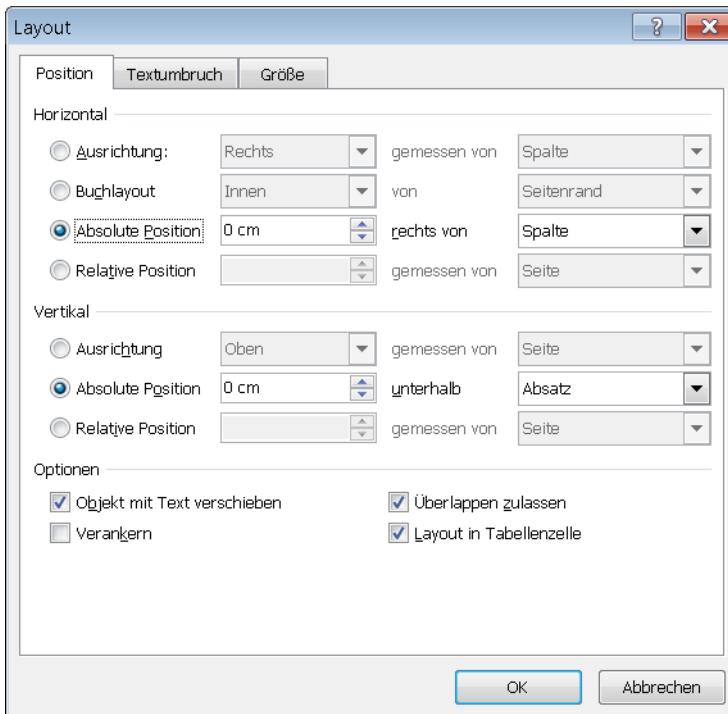 Layout
Position Textumbruch Größe
Horizontal
Ausrichtung: Rechts gemessen von Spalte
Buchlayout Innen von Seitenrand
Absolute Position 0 cm rechts von Spalte
Relative Position gemessen von Seite
Vertikal
Ausrichtung Oben gemessen von Seite
Absolute Position 0 cm unterhalb Absatz
Relative Position gemessen von Seite
Optionen
Objekt mit Text verschieben Überlappen zulassen
Verankern Layout in Tabellenzelle
OK Abbrechen